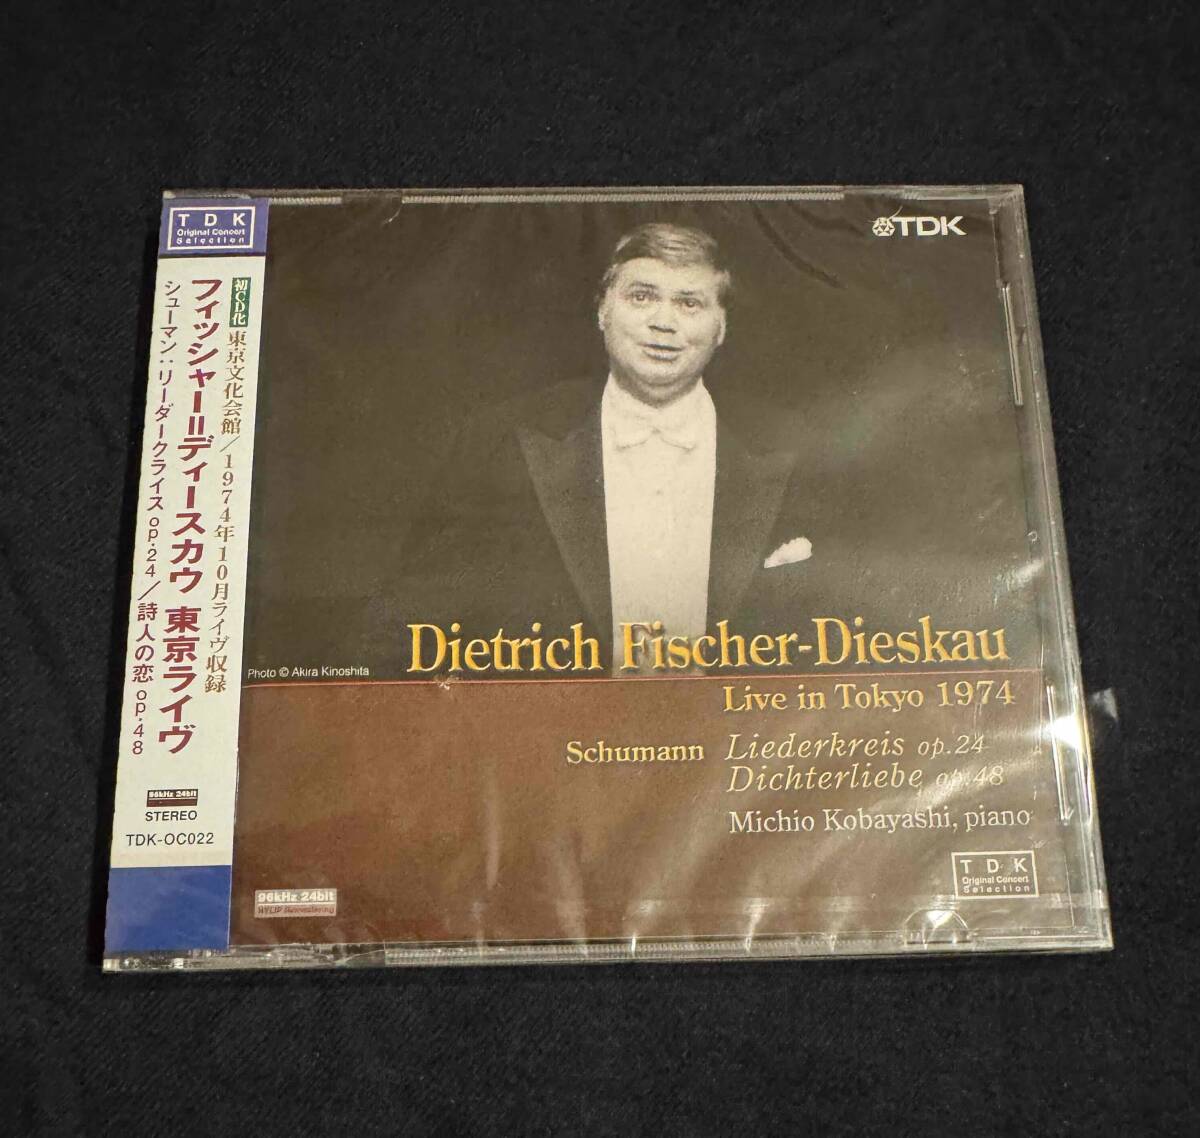 TDK
Original Concert
Selection
初CD化 東京文化会館/1974年10月ライヴ収録
フィッシャー=ディースカウ 東京ライヴ
シューマン:リーダークライスop.24/詩人の恋op.48
96kHz 24bit
STEREO
TDK-OC022
TDK
Photo © Akira Kinoshita
Dietrich Fischer-Dieskau
Live in Tokyo 1974
Schumann Liederkreis op.24
Dichterliebe op.48
Michio Kobayashi, piano
TDK
Original Concert
Selection
96kHz 24bit